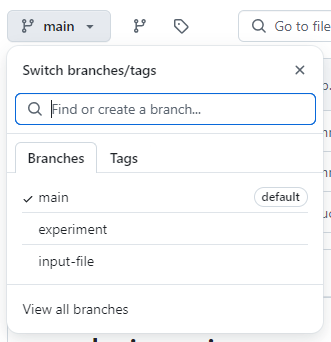 main
Go to file
Switch branches/tags
Find or create a branch...
Branches Tags
main default
experiment
input-file
View all branches